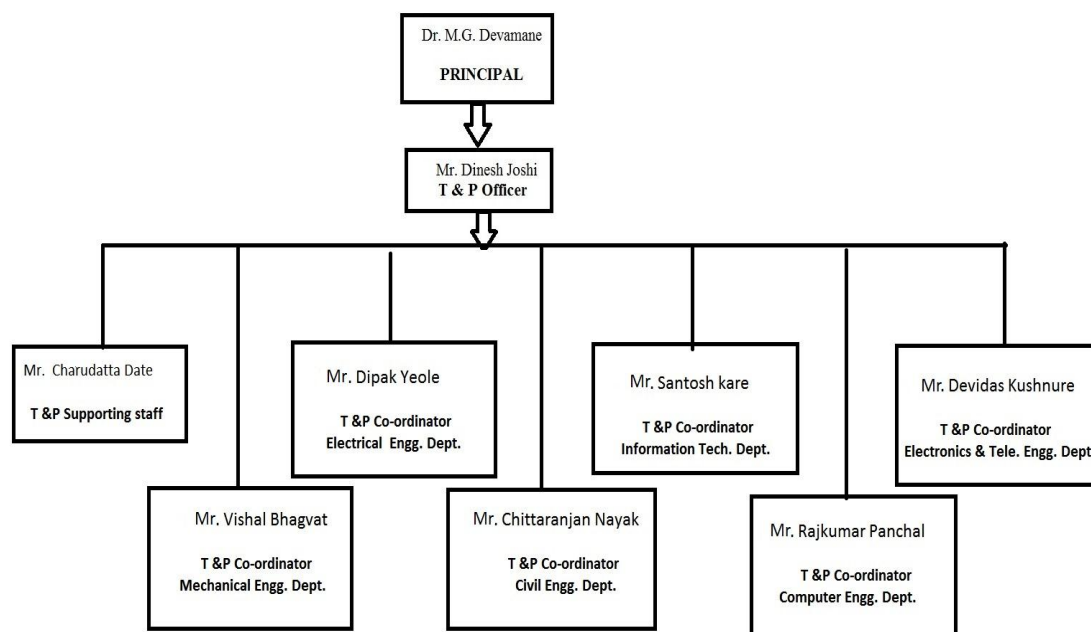 Dr. M.G. Devamane
PRINCIPAL
Mr. Dinesh Joshi
T & P Officer
Mr. Charudatta Date
T &P Supporting staff
Mr. Vishal Bhagvat
T &P Co-ordinator
Mechanical Engg. Dept.
Mr. Dipak Yeole
T &P Co-ordinator
Electrical Engg. Dept.
Mr. Chittaranjan Nayak
T &P Co-ordinator
Civil Engg. Dept.
Mr. Santosh kare
T &P Co-ordinator
Information Tech. Dept.
Mr. Rajkumar Panchal
T &P Co-ordinator
Computer Engg. Dept.
Mr. Devidas Kushnure
T &P Co-ordinator
Electronics & Tele. Engg. Dept